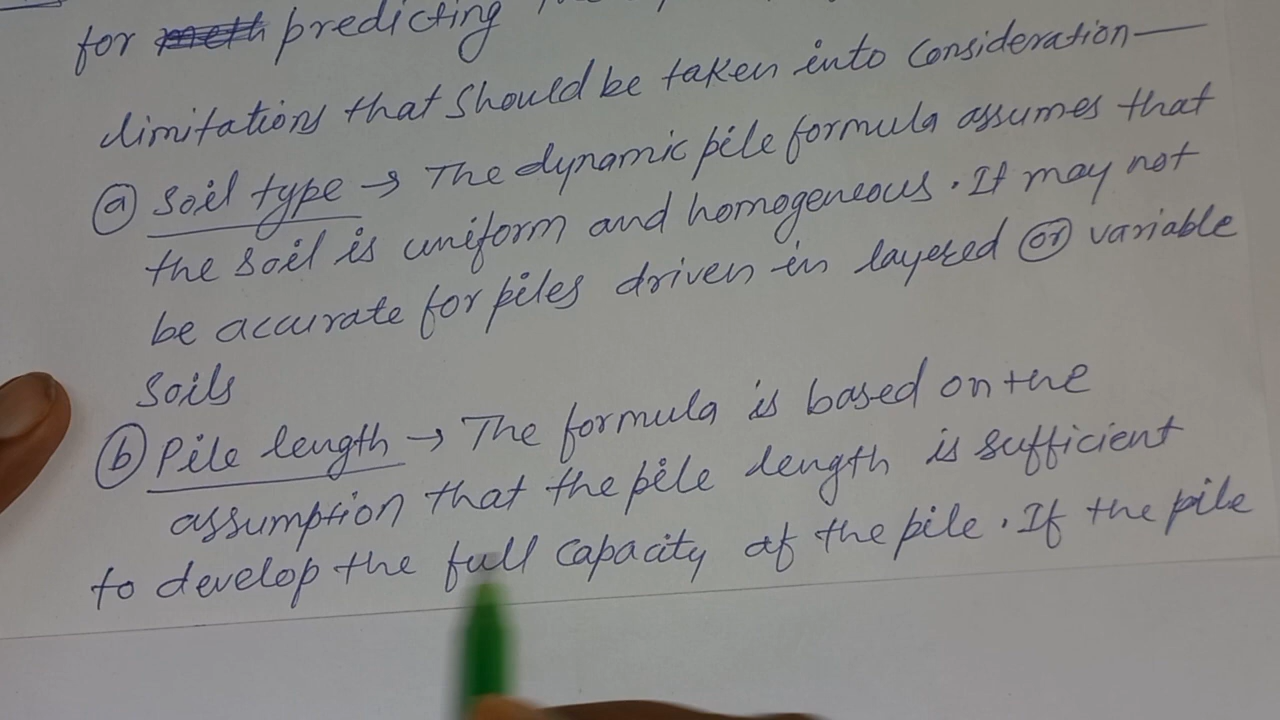 for predicting
limitations that should be taken into consideration—
(a) Soil type → The dynamic pile formula assumes that
the soil is uniform and homogeneous. It may not
be accurate for piles driven in layered (or) variable
soils
(b) Pile length → The formula is based on the
assumption that the pile length is sufficient
to develop the full capacity of the pile. If the pile